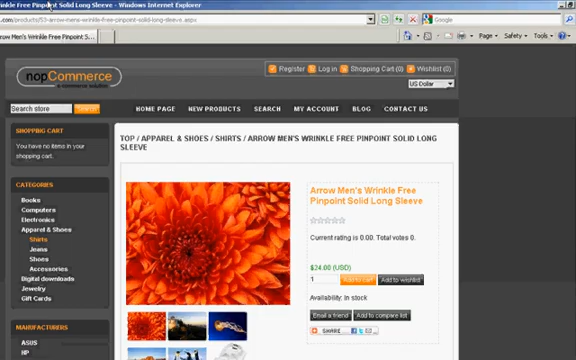 inkle Free Pinpoint Solid Long Sleeve - Windows Internet Explorer
.com/products/53-arrow-mens-wrinkle-free-pinpoint-solid-long-sleeve.aspx
Google
row Men's Wrinkle Free Pinpoint S...
Page Safety Tools
nopCommerce
e-commerce solution
Register Log in Shopping Cart (0) Wishlist (0)
US Dollar
Search store Search
HOME PAGE NEW PRODUCTS SEARCH MY ACCOUNT BLOG CONTACT US
SHOPPING CART
You have no items in your
shopping cart.
CATEGORIES
Books
Computers
Electronics
Apparel & Shoes
Shirts
Jeans
Shoes
Accessories
Digital downloads
Jewelry
Gift Cards
MANUFACTURERS
ASUS
HP
TOP / APPAREL & SHOES / SHIRTS / ARROW MEN'S WRINKLE FREE PINPOINT SOLID LONG
SLEEVE
Arrow Men's Wrinkle Free
Pinpoint Solid Long Sleeve
Current rating is 0.00. Total votes 0.
$24.00 (USD)
1 Add to cart Add to wishlist
Availability: In stock
Email a friend Add to compare list
SHARE